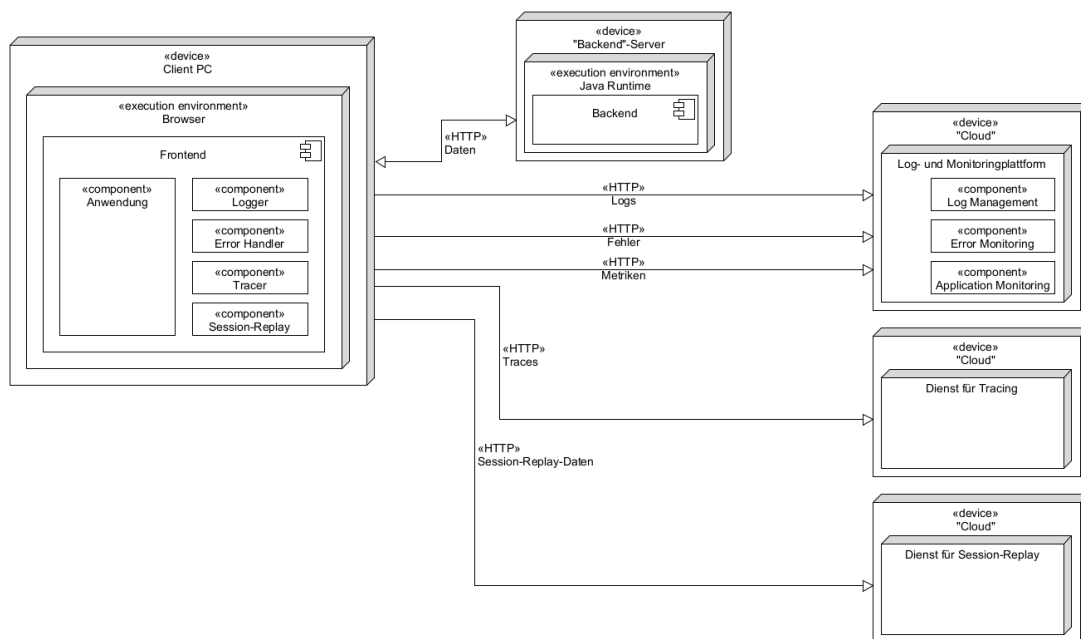 «device»
Client PC
«execution environment»
Browser
Frontend
«component»
Anwendung
«component»
Logger
«component»
Error Handler
«component»
Tracer
«component»
Session-Replay
«device»
"Backend"-Server
«execution environment»
Java Runtime
Backend
«HTTP»
Daten
«HTTP»
Logs
«HTTP»
Fehler
«HTTP»
Metriken
«HTTP»
Traces
«HTTP»
Session-Replay-Daten
«device»
"Cloud"
Log- und Monitoringplattform
«component»
Log Management
«component»
Error Monitoring
«component»
Application Monitoring
«device»
"Cloud"
Dienst für Tracing
«device»
"Cloud"
Dienst für Session-Replay